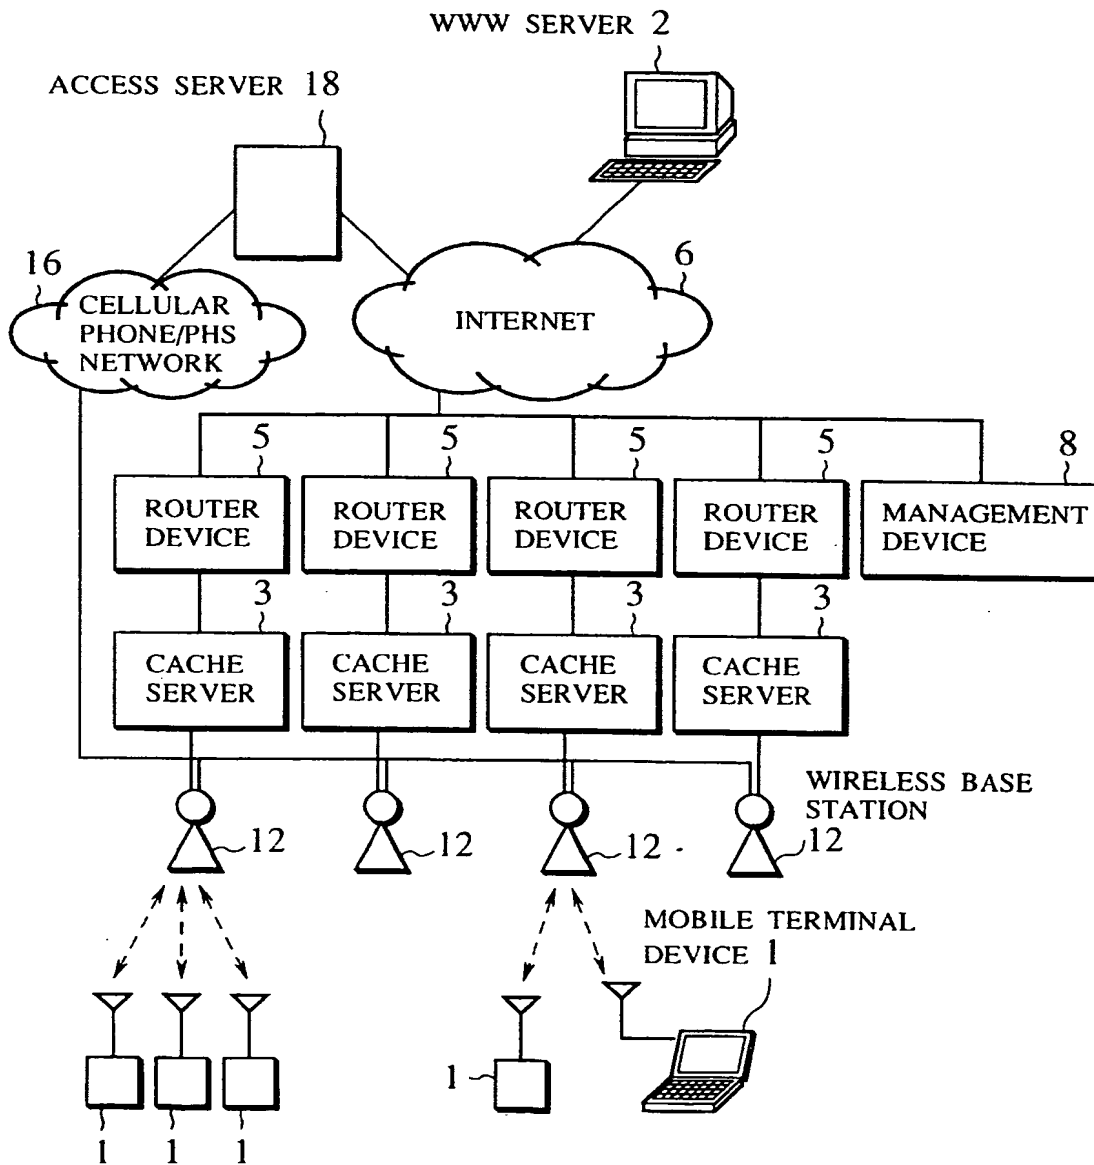 WWW SERVER 2
ACCESS SERVER 18
16
CELLULAR
PHONE/PHS
NETWORK
6
INTERNET
5
5
5
5
8
ROUTER
DEVICE
ROUTER
DEVICE
ROUTER
DEVICE
ROUTER
DEVICE
MANAGEMENT
DEVICE
3
3
3
3
CACHE
SERVER
CACHE
SERVER
CACHE
SERVER
CACHE
SERVER
WIRELESS BASE
STATION
12
12
12
12
MOBILE TERMINAL
DEVICE 1
1
1
1
1